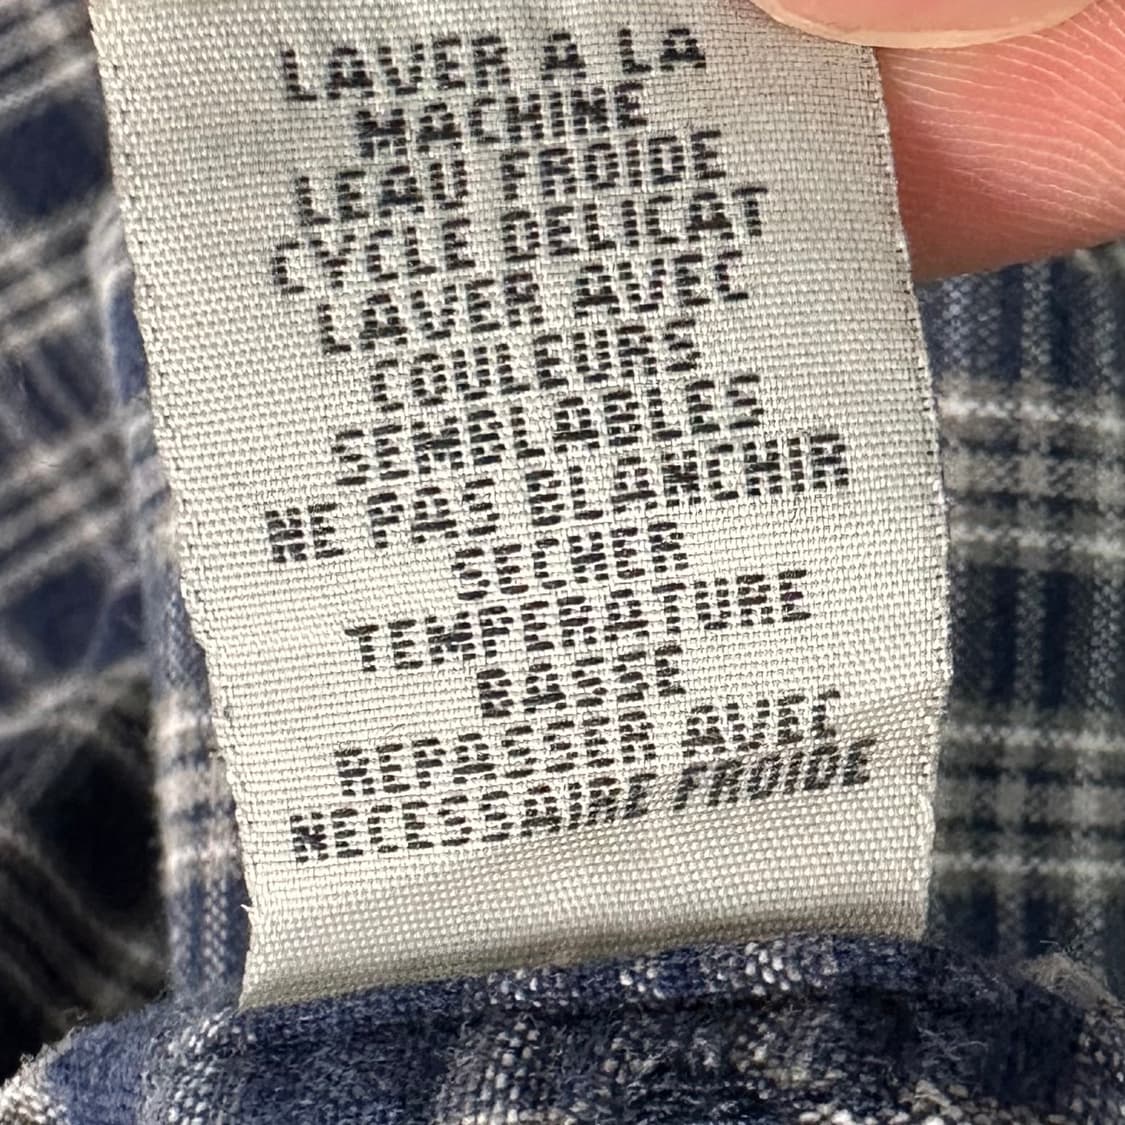 LAVER A LA
MACHINE
LEAU FROIDE
CYCLE DELICAT
LAVER AVEC
COULEURS
SEMBLABLES
NE PAS BLANCHIR
SECHER
TEMPERATURE
BASSE
REPASSER AVEC
NECESSAIRE FROIDE